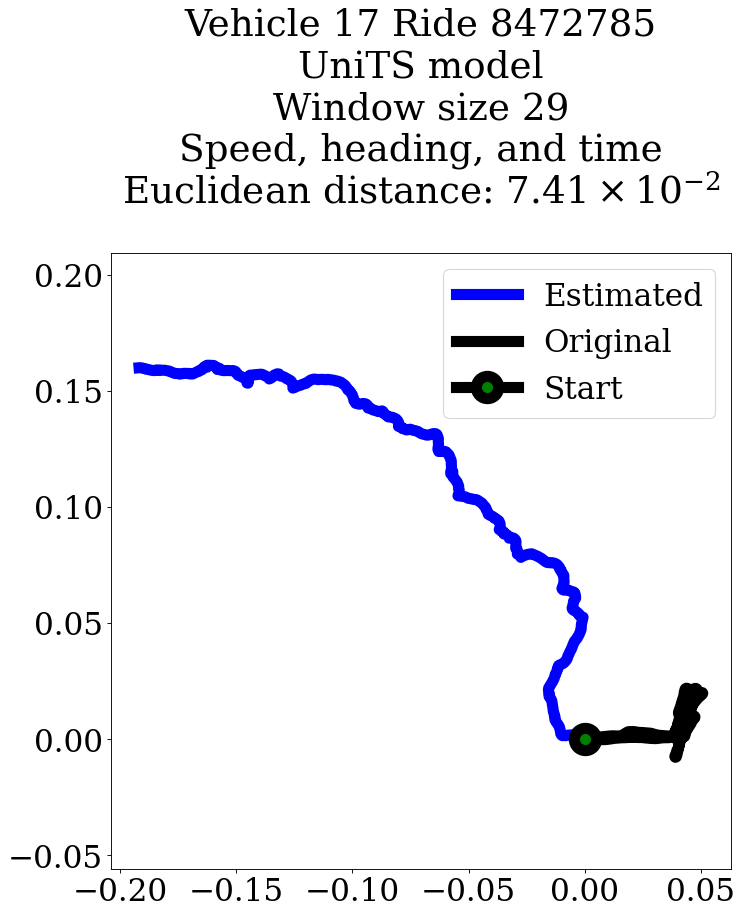 Vehicle 17 Ride 8472785
UniTS model
Window size 29
Speed, heading, and time
Euclidean distance: 7.41 × 10⁻²
Estimated
Original
Start
0.20
0.15
0.10
0.05
0.00
−0.05
−0.20 −0.15 −0.10 −0.05 0.00 0.05